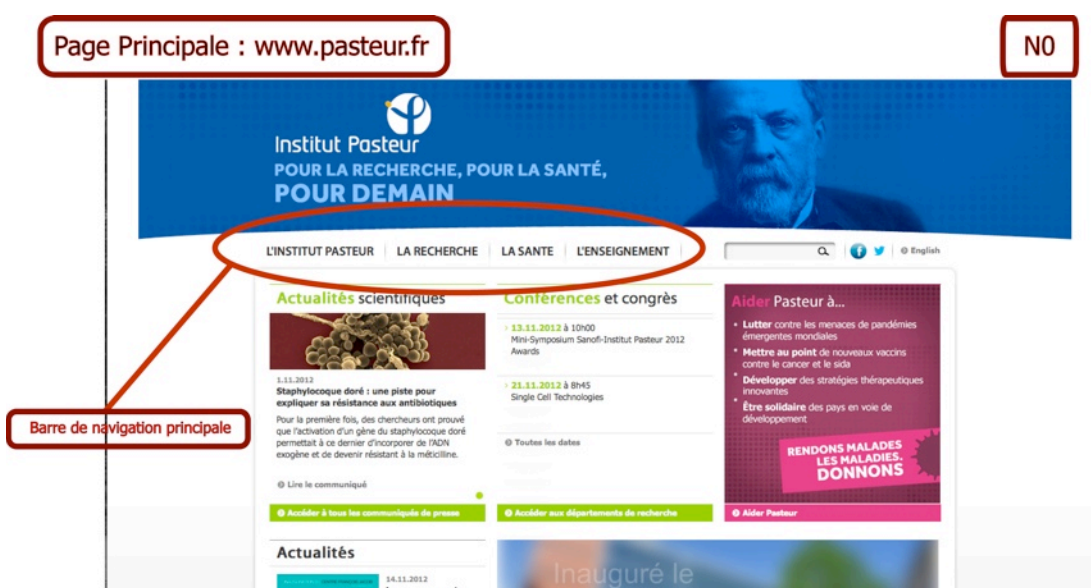 Page Principale : www.pasteur.fr
N0
Institut Pasteur
POUR LA RECHERCHE, POUR LA SANTÉ,
POUR DEMAIN
L'INSTITUT PASTEUR LA RECHERCHE LA SANTE L'ENSEIGNEMENT
English
Actualités scientifiques
1.11.2012
Staphylocoque doré : une piste pour
expliquer sa résistance aux antibiotiques
Pour la première fois, des chercheurs ont prouvé
que l'activation d'un gène du staphylocoque doré
permettait à ce dernier d'incorporer de l'ADN
exogène et de devenir résistant à la méticilline.
Lire le communiqué
Accéder à tous les communiqués de presse
Conférences et congrès
13.11.2012 à 10h00
Mini-Symposium Sanofi-Institut Pasteur 2012
Awards
21.11.2012 à 8h45
Single Cell Technologies
Toutes les dates
Accéder aux départements de recherche
Aider Pasteur à...
Lutter contre les menaces de pandémies
émergentes mondiales
Mettre au point de nouveaux vaccins
contre le cancer et le sida
Développer des stratégies thérapeutiques
innovantes
Être solidaire des pays en voie de
développement
RENDONS MALADES
LES MALADIES.
DONNONS
Aider Pasteur
Barre de navigation principale
Actualités
14.11.2012
Inauguré le